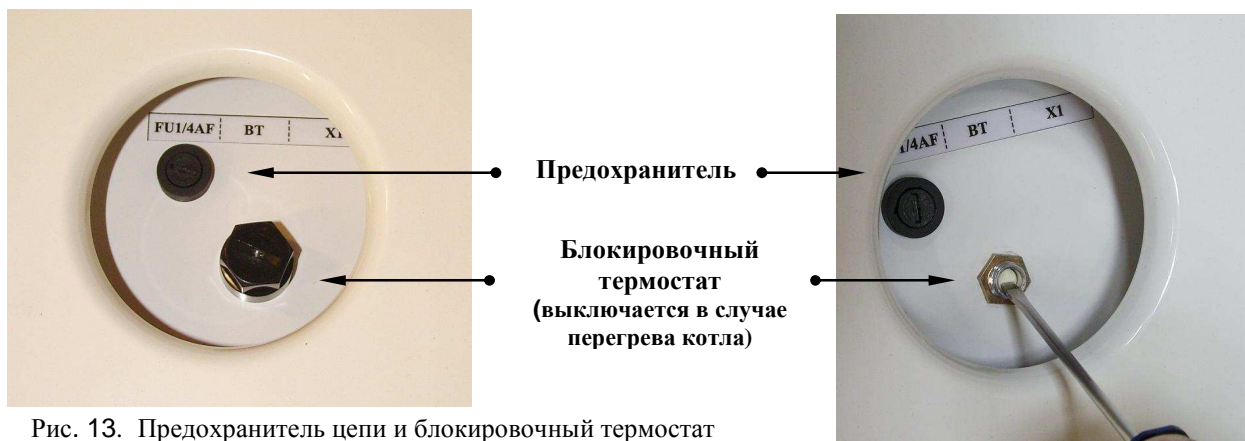 FU1/4AF BT X1
1/4AF BT X1
Предохранитель
Блокировочный
термостат
(выключается в случае
перегрева котла)
Рис. 13. Предохранитель цепи и блокировочный термостат